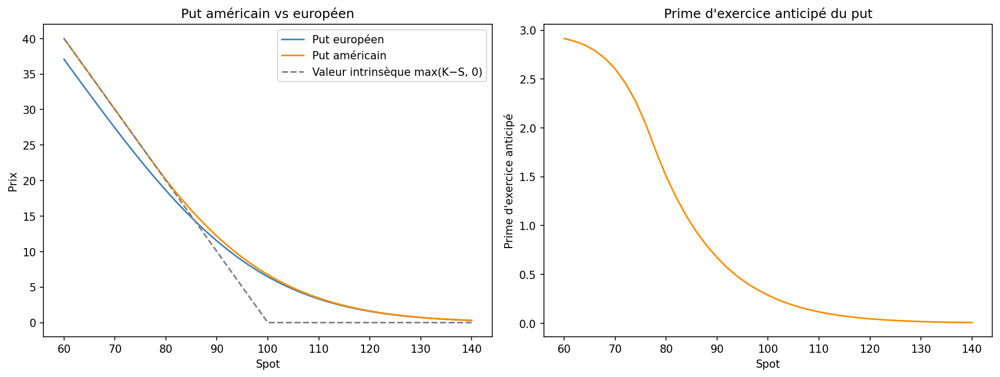 Put américain vs européen
Prix
40
35
30
25
20
15
10
5
0
Put européen
Put américain
Valeur intrinsèque max(K−S, 0)
60 70 80 90 100 110 120 130 140
Spot
Prime d'exercice anticipé du put
Prime d'exercice anticipé
3.0
2.5
2.0
1.5
1.0
0.5
0.0
60 70 80 90 100 110 120 130 140
Spot